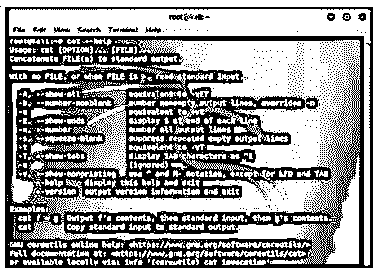 root@kali: ~
File Edit View Search Terminal Help
root@kali:~# cat --help
Usage: cat [OPTION]... [FILE]...
Concatenate FILE(s) to standard output.
With no FILE, or when FILE is -, read standard input.
-A, --show-all equivalent to -vET
-b, --number-nonblank number nonempty output lines, overrides -n
-e equivalent to
-E, --show-ends display $ at end of each line
-n, --number number all output lines
-s, --squeeze-blank suppress repeated empty output lines
-t equivalent to -vT
-T, --show-tabs display TAB characters as ^I
-u (ignored)
-v, --show-nonprinting use ^ and M- notation, except for LFD and TAB
--help display this help and exit
--version output version information and exit
Examples:
cat f - g Output f's contents, then standard input, then g's contents.
cat Copy standard input to standard output.
GNU coreutils online help: <https://www.gnu.org/software/coreutils/>
Full documentation at: <https://www.gnu.org/software/coreutils/cat>
or available locally via: info '(coreutils) cat invocation'